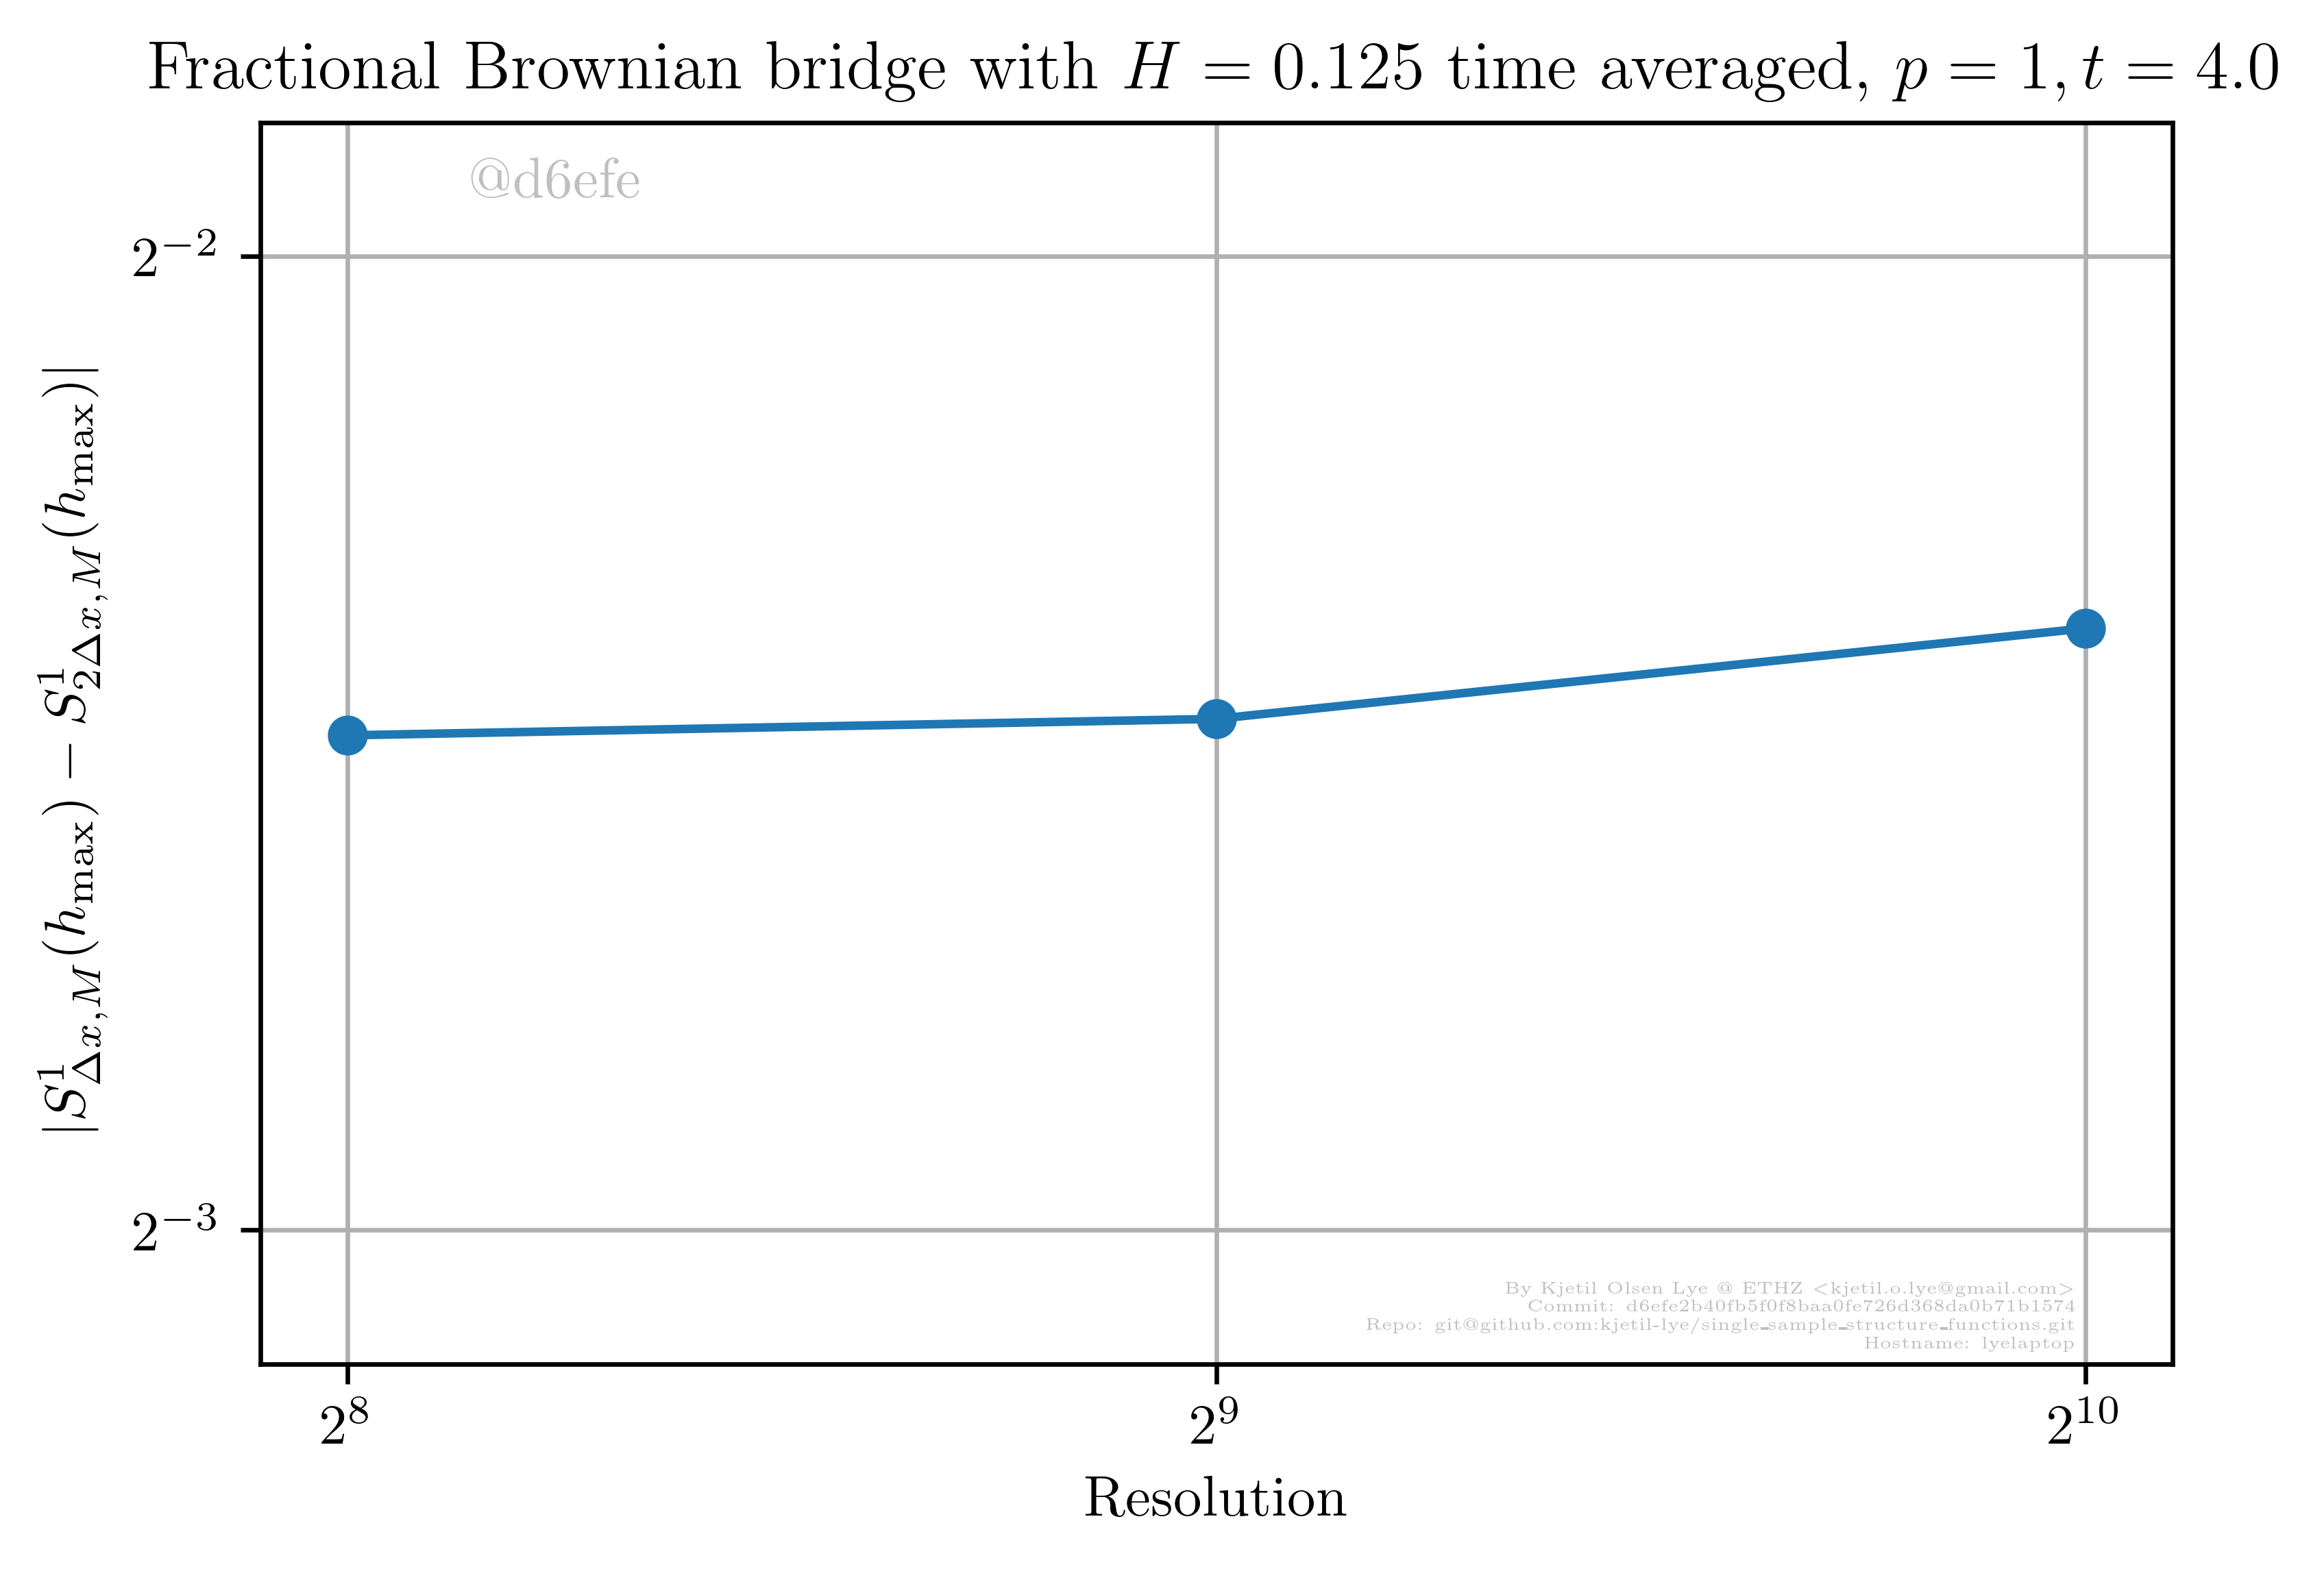 Fractional Brownian bridge with H = 0.125 time averaged, p = 1, t = 4.0
@d6efe
2^{-2}
|S^1_{Δx,M}(h_max) − S^1_{2Δx,M}(h_max)|
2^{-3}
By Kjetil Olsen Lye @ ETHZ <kjetil.o.lye@gmail.com>
Commit: d6efe2b40fb5f0f8baa0fe726d368da0b71b1574
Repo: git@github.com:kjetil-lye/single_sample_structure_functions.git
Hostname: lyelaptop
2^8 2^9 2^{10}
Resolution